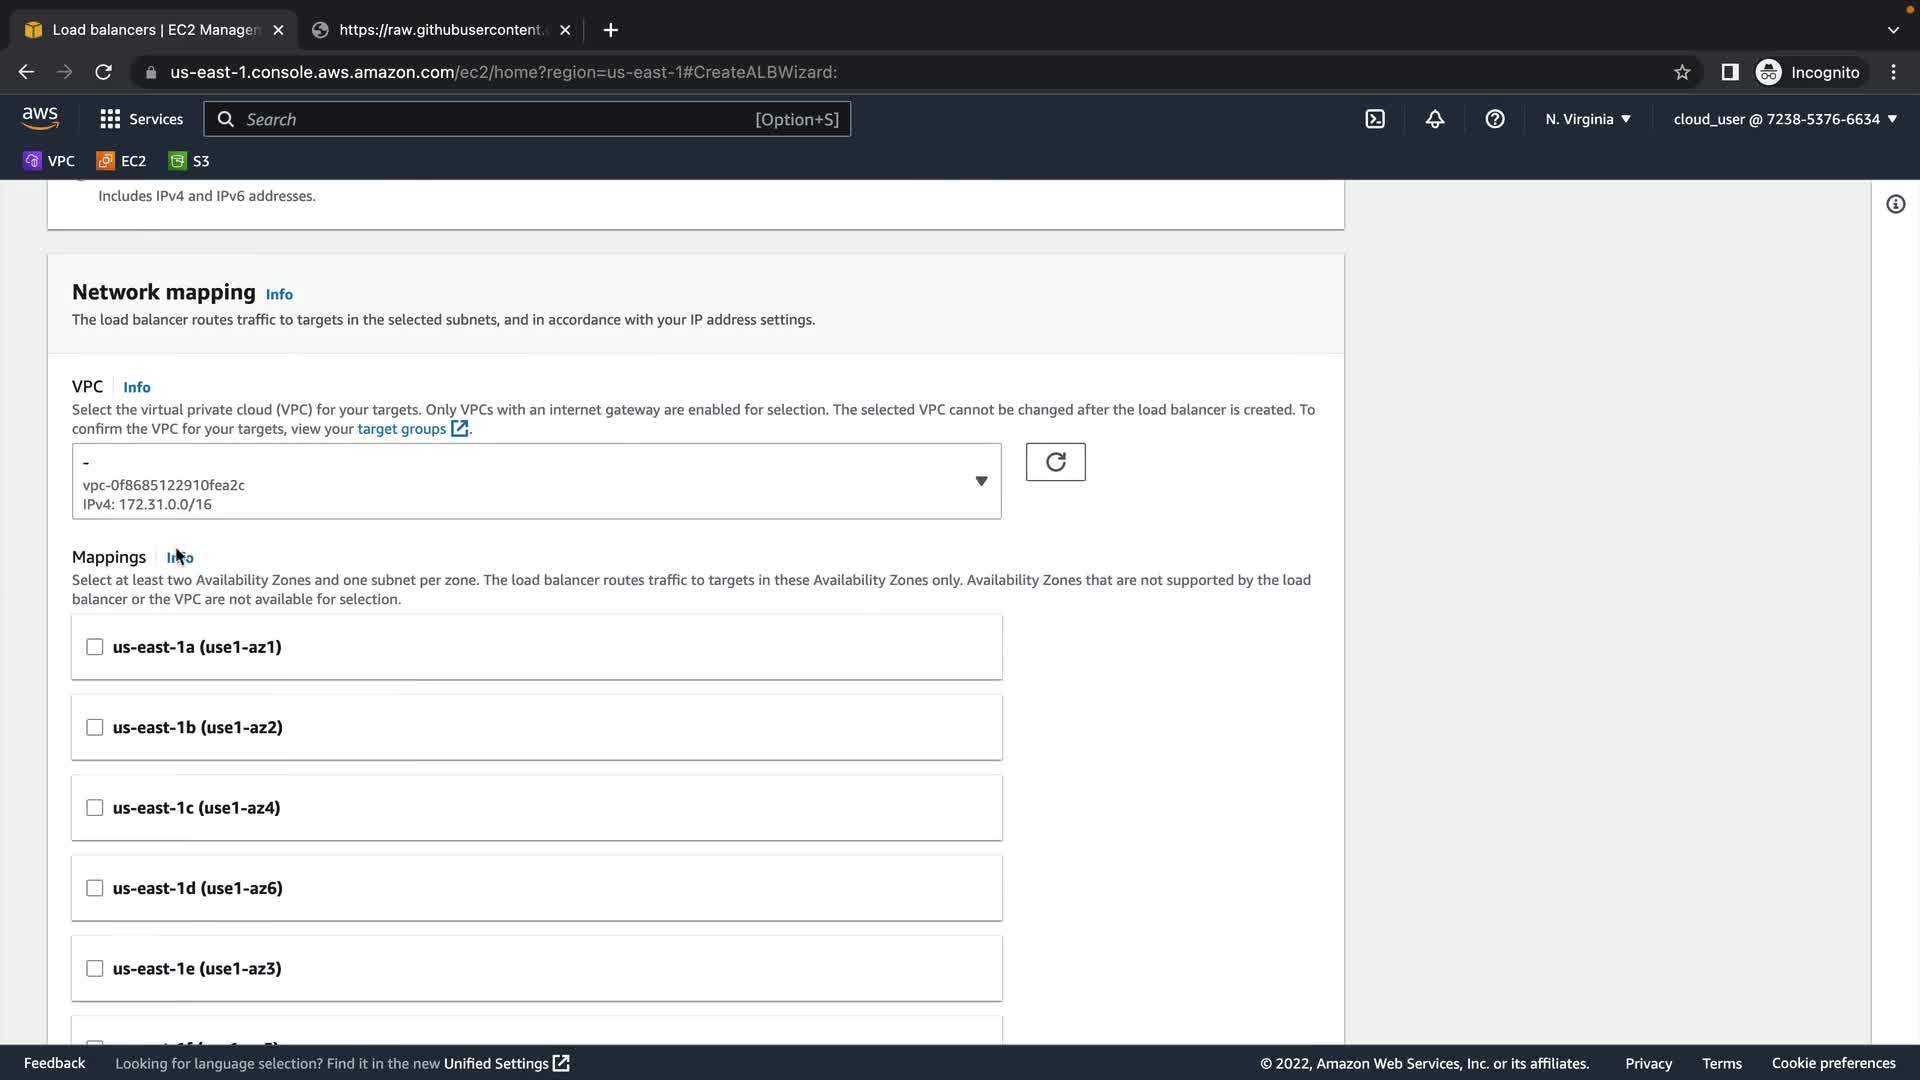 Load balancers | EC2 Manager
https://raw.githubusercontent.
us-east-1.console.aws.amazon.com/ec2/home?region=us-east-1#CreateALBWizard:
Incognito
aws
Services
Search
[Option+S]
N. Virginia
cloud_user @ 7238-5376-6634
VPC
EC2
S3
Includes IPv4 and IPv6 addresses.
Network mapping Info
The load balancer routes traffic to targets in the selected subnets, and in accordance with your IP address settings.
VPC Info
Select the virtual private cloud (VPC) for your targets. Only VPCs with an internet gateway are enabled for selection. The selected VPC cannot be changed after the load balancer is created. To
confirm the VPC for your targets, view your target groups.
-
vpc-0f8685122910fea2c
IPv4: 172.31.0.0/16
Mappings Info
Select at least two Availability Zones and one subnet per zone. The load balancer routes traffic to targets in these Availability Zones only. Availability Zones that are not supported by the load
balancer or the VPC are not available for selection.
us-east-1a (use1-az1)
us-east-1b (use1-az2)
us-east-1c (use1-az4)
us-east-1d (use1-az6)
us-east-1e (use1-az3)
Feedback
Looking for language selection? Find it in the new Unified Settings
© 2022, Amazon Web Services, Inc. or its affiliates.
Privacy
Terms
Cookie preferences